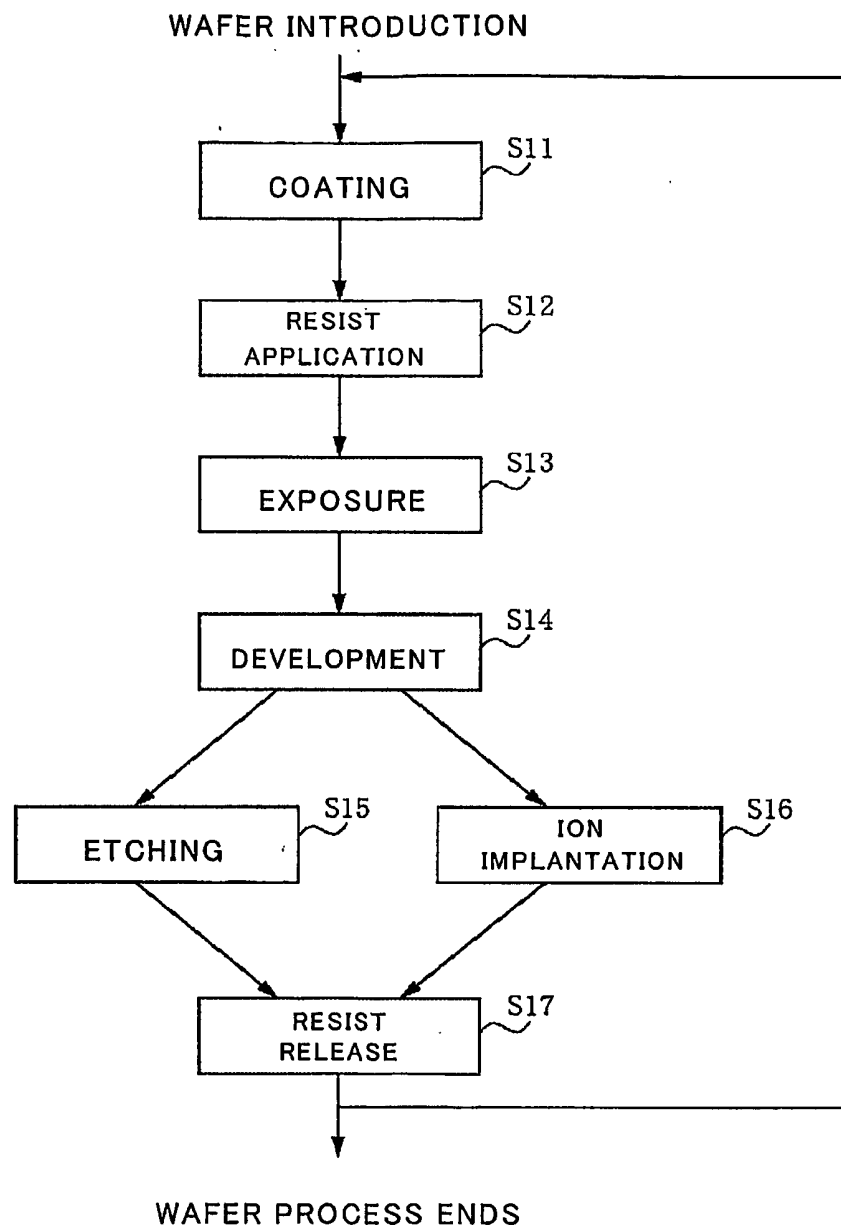 WAFER INTRODUCTION
S11
COATING
S12
RESIST
APPLICATION
S13
EXPOSURE
S14
DEVELOPMENT
S15
ETCHING
S16
ION
IMPLANTATION
S17
RESIST
RELEASE
WAFER PROCESS ENDS